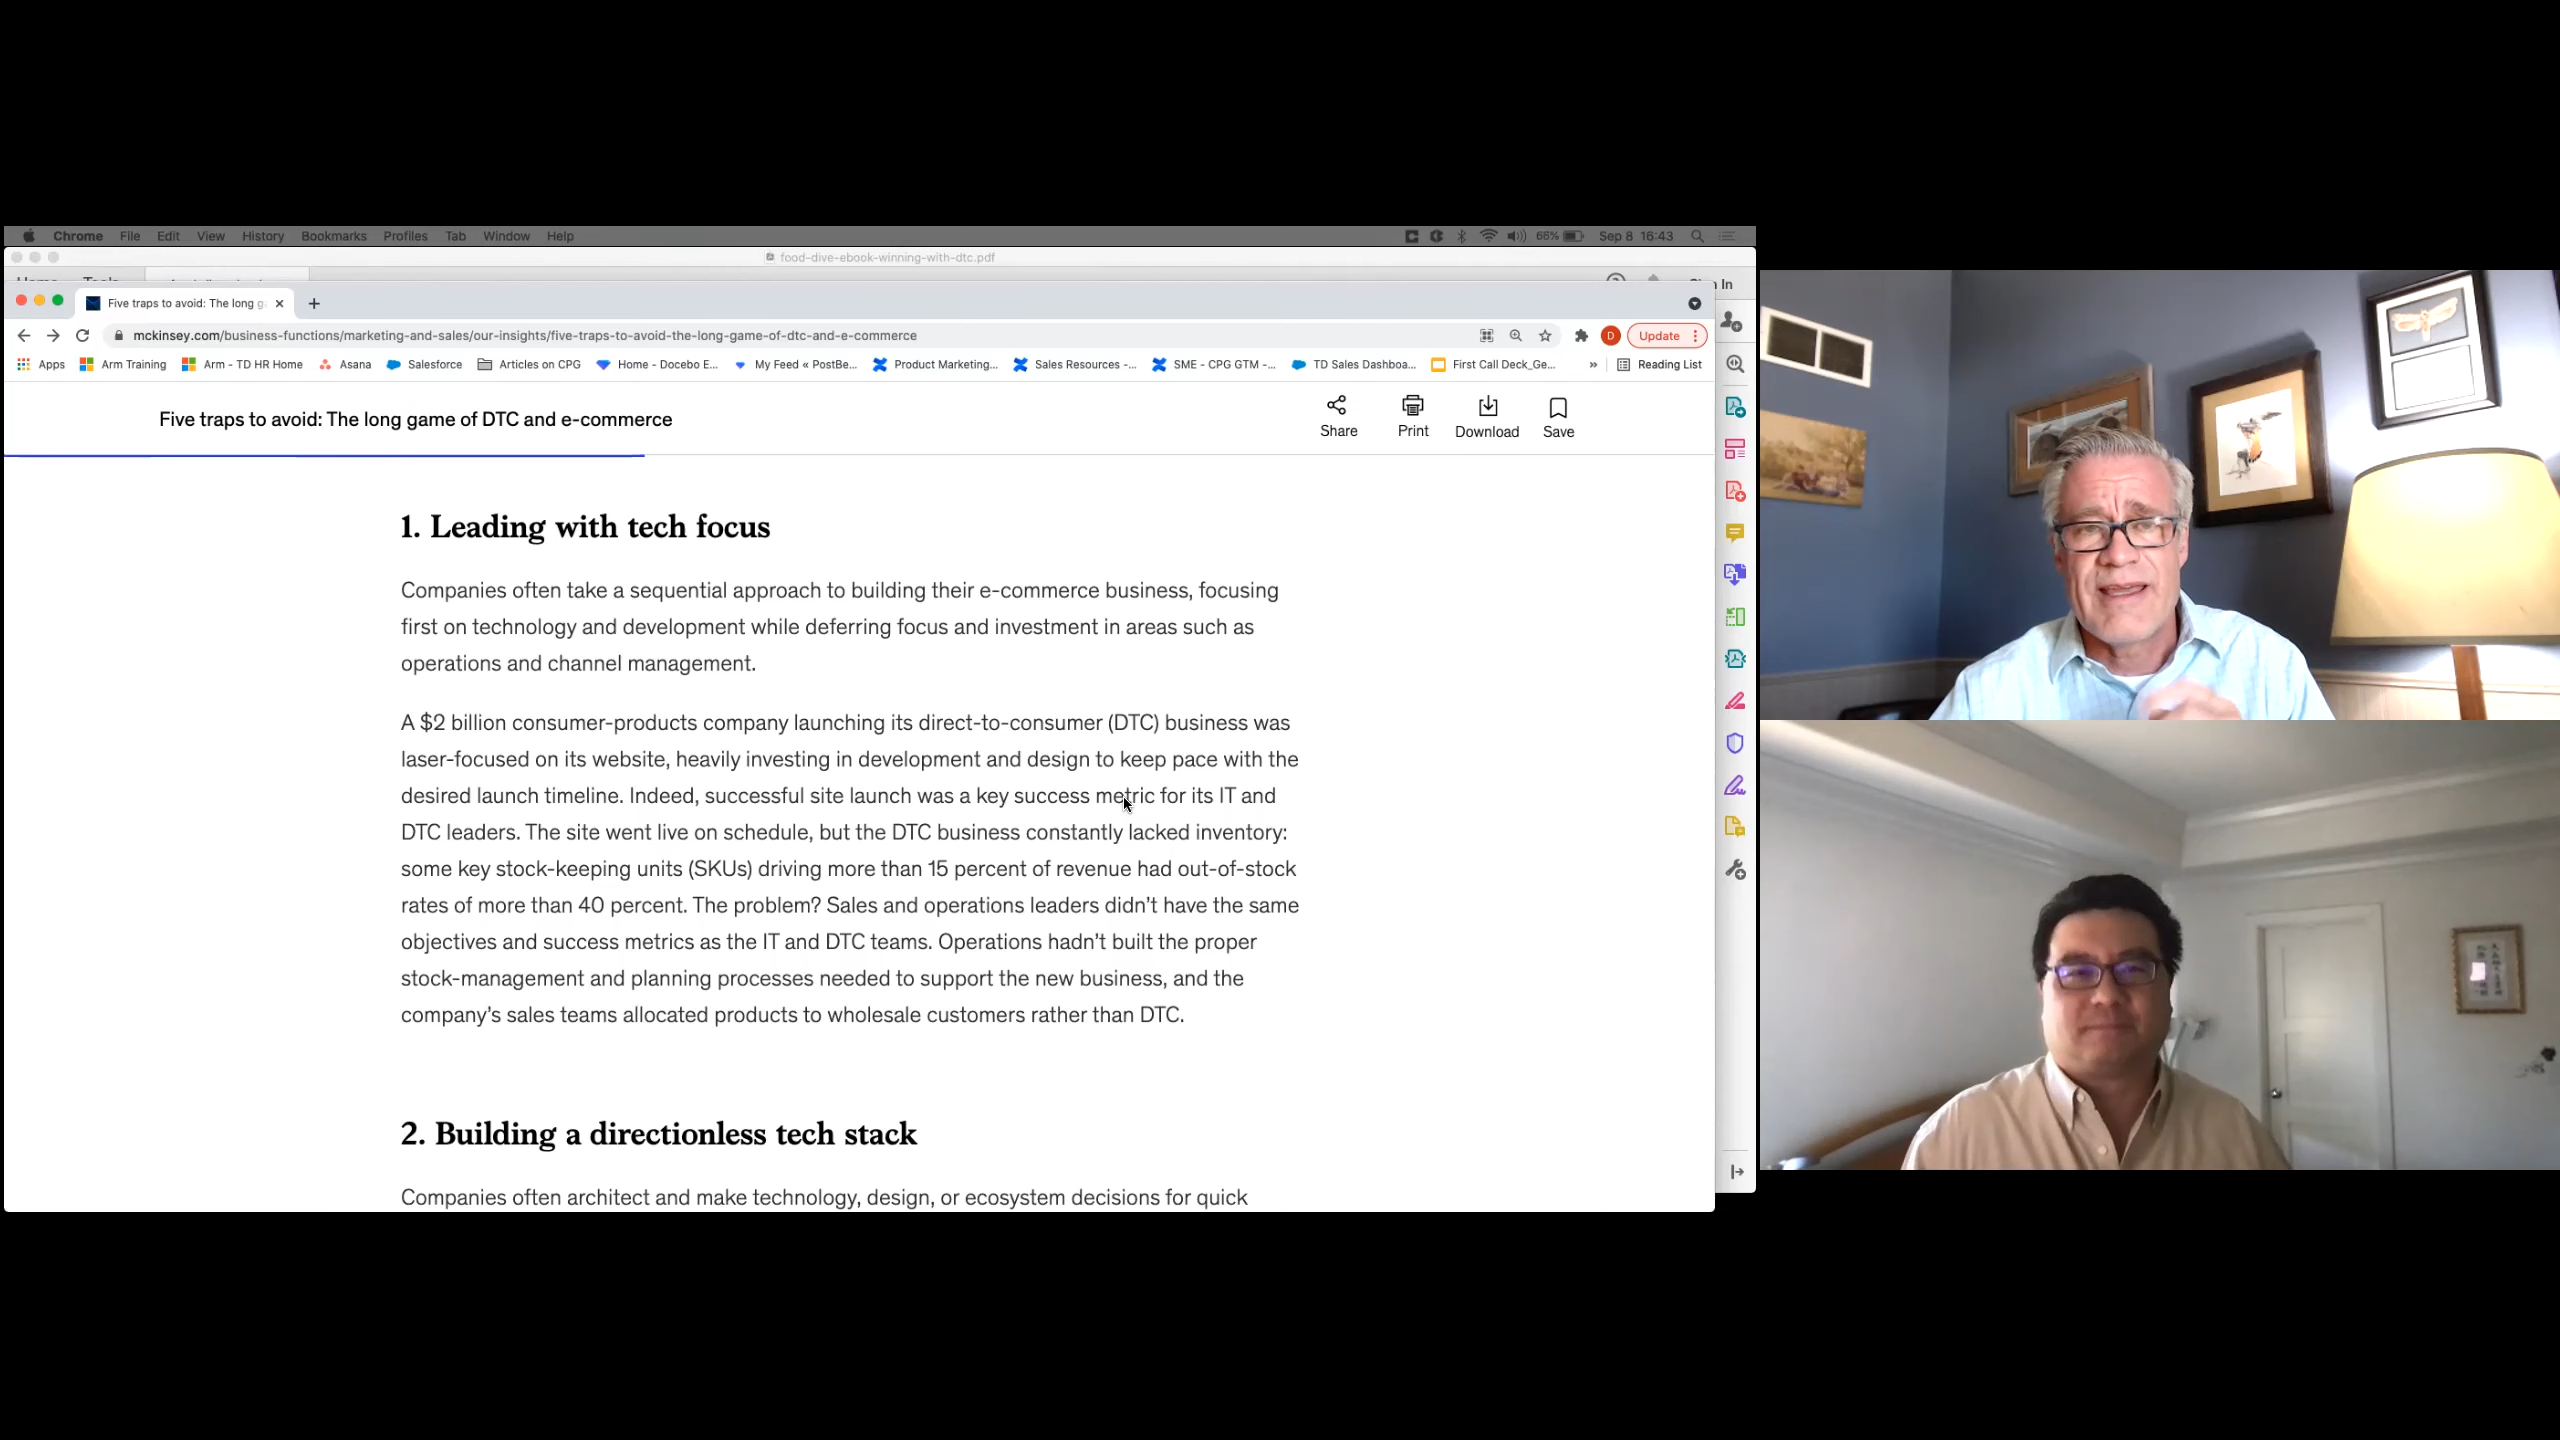 Chrome File Edit View History Bookmarks Profiles Tab Window Help 66% Sep 8 16:43
food-dive-ebook-winning-with-dtc.pdf
In
Five traps to avoid: The long g
mckinsey.com/business-functions/marketing-and-sales/our-insights/five-traps-to-avoid-the-long-game-of-dtc-and-e-commerce D Update
Apps Arm Training Arm - TD HR Home Asana Salesforce Articles on CPG Home - Docebo E... My Feed « PostBe... Product Marketing... Sales Resources -... SME - CPG GTM -... TD Sales Dashboa... First Call Deck_Ge... » Reading List
Five traps to avoid: The long game of DTC and e-commerce
Share Print Download Save
1. Leading with tech focus
Companies often take a sequential approach to building their e-commerce business, focusing
first on technology and development while deferring focus and investment in areas such as
operations and channel management.
A $2 billion consumer-products company launching its direct-to-consumer (DTC) business was
laser-focused on its website, heavily investing in development and design to keep pace with the
desired launch timeline. Indeed, successful site launch was a key success metric for its IT and
DTC leaders. The site went live on schedule, but the DTC business constantly lacked inventory:
some key stock-keeping units (SKUs) driving more than 15 percent of revenue had out-of-stock
rates of more than 40 percent. The problem? Sales and operations leaders didn’t have the same
objectives and success metrics as the IT and DTC teams. Operations hadn’t built the proper
stock-management and planning processes needed to support the new business, and the
company’s sales teams allocated products to wholesale customers rather than DTC.
2. Building a directionless tech stack
Companies often architect and make technology, design, or ecosystem decisions for quick